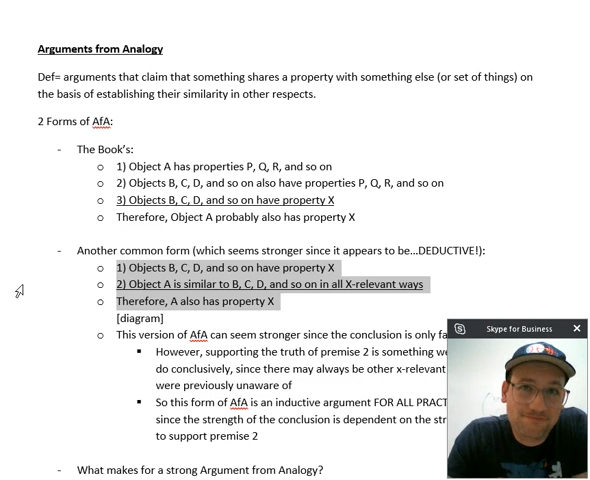 Arguments from Analogy
Def= arguments that claim that something shares a property with something else (or set of things) on
the basis of establishing their similarity in other respects.
2 Forms of AfA:
- The Book's:
o 1) Object A has properties P, Q, R, and so on
o 2) Objects B, C, D, and so on also have properties P, Q, R, and so on
o 3) Objects B, C, D, and so on have property X
o Therefore, Object A probably also has property X
- Another common form (which seems stronger since it appears to be...DEDUCTIVE!):
o 1) Objects B, C, D, and so on have property X
o 2) Object A is similar to B, C, D, and so on in all X-relevant ways
o Therefore, A also has property X
[diagram]
o This version of AfA can seem stronger since the conclusion is only
▪ However, supporting the truth of premise 2 is something
do conclusively, since there may always be other x-relevant
were previously unaware of
▪ So this form of AfA is an inductive argument FOR ALL
since the strength of the conclusion is dependent on the
to support premise 2
- What makes for a strong Argument from Analogy?
Skype for Business